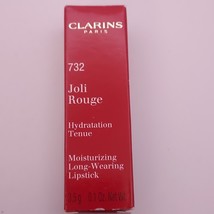 CLARINS
PARIS
732
Joli
Rouge
Hydratation
Tenue
Moisturizing
Long-Wearing
Lipstick